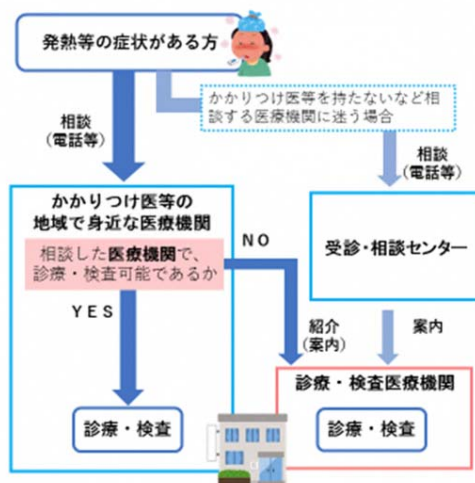 発熱等の症状がある方
かかりつけ医等を持たないなど相
談する医療機関に迷う場合
相談
(電話等)
相談
(電話等)
かかりつけ医等の
地域で身近な医療機関
相談した医療機関で、
診療・検査可能であるか
NO
YES
受診・相談センター
紹介
(案内)
案内
診療・検査医療機関
診療・検査
診療・検査